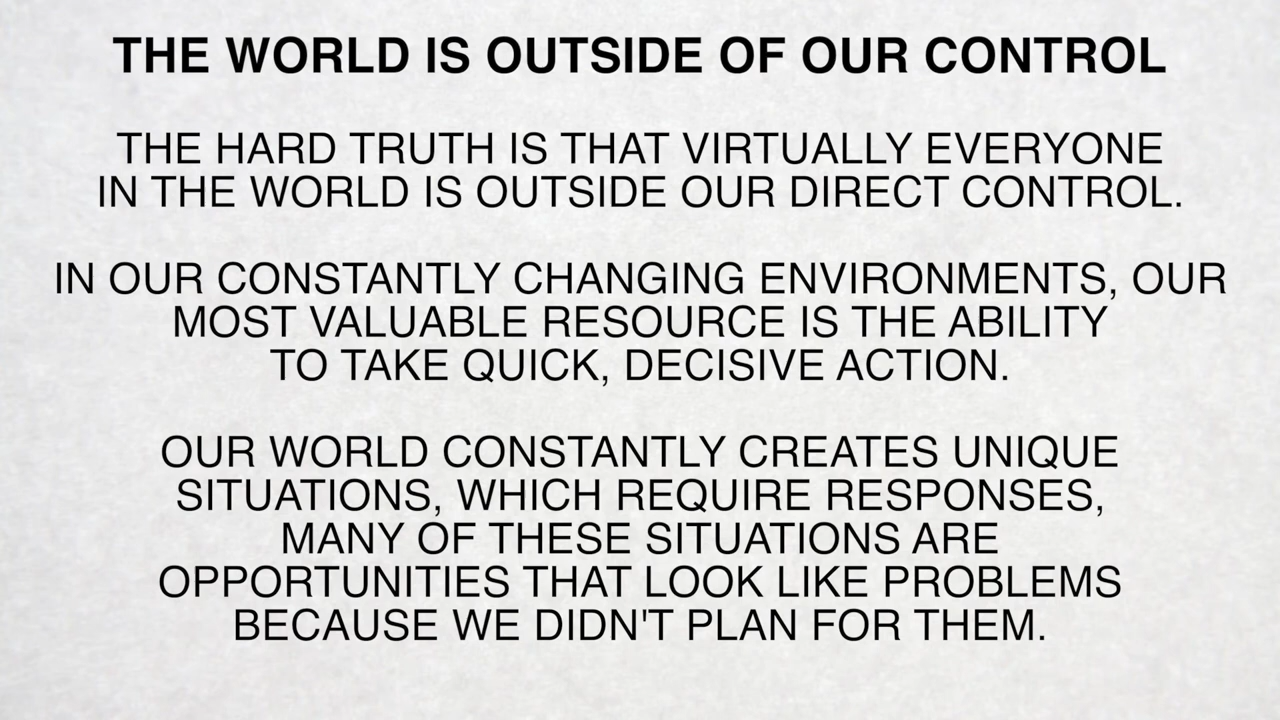 THE WORLD IS OUTSIDE OF OUR CONTROL
THE HARD TRUTH IS THAT VIRTUALLY EVERYONE
IN THE WORLD IS OUTSIDE OUR DIRECT CONTROL.
IN OUR CONSTANTLY CHANGING ENVIRONMENTS, OUR
MOST VALUABLE RESOURCE IS THE ABILITY
TO TAKE QUICK, DECISIVE ACTION.
OUR WORLD CONSTANTLY CREATES UNIQUE
SITUATIONS, WHICH REQUIRE RESPONSES,
MANY OF THESE SITUATIONS ARE
OPPORTUNITIES THAT LOOK LIKE PROBLEMS
BECAUSE WE DIDN'T PLAN FOR THEM.